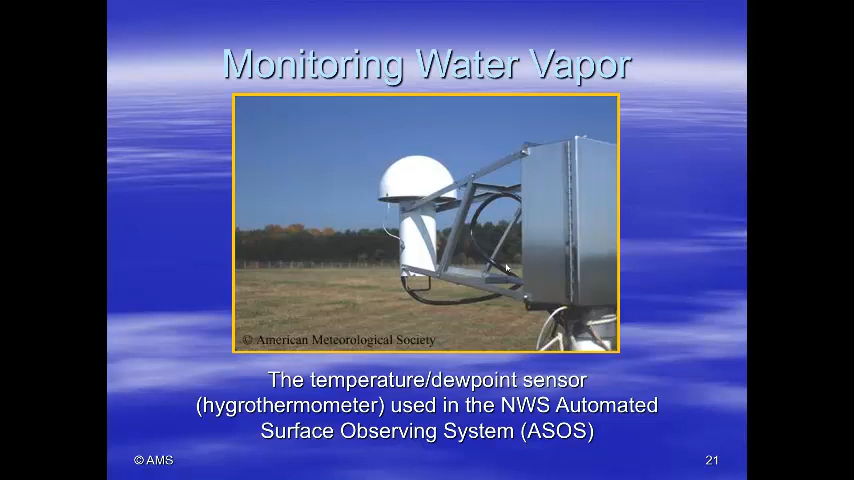 Monitoring Water Vapor
© American Meteorological Society
The temperature/dewpoint sensor
(hygrothermometer) used in the NWS Automated
Surface Observing System (ASOS)
© AMS
21